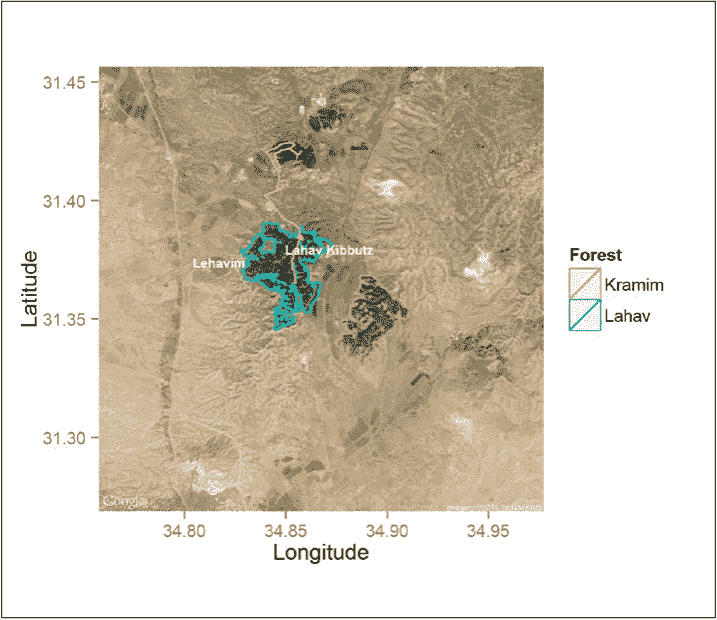 31.45
31.40
31.35
31.30
Latitude
Lehavim
Lahav Kibbutz
Google
34.80
34.85
34.90
34.95
Longitude
Forest
Kramim
Lahav